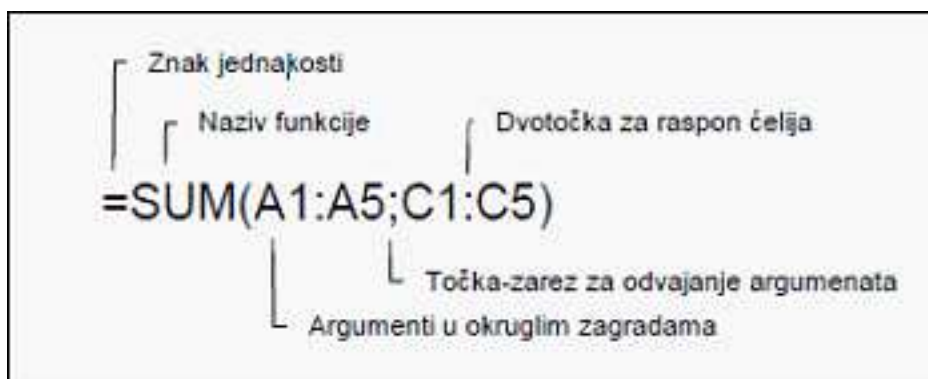 Znak jednakosti
Naziv funkcije
Dvotočka za raspon ćelija
=SUM(A1:A5;C1:C5)
Točka-zarez za odvajanje argumenata
Argumenti u okruglim zagradama